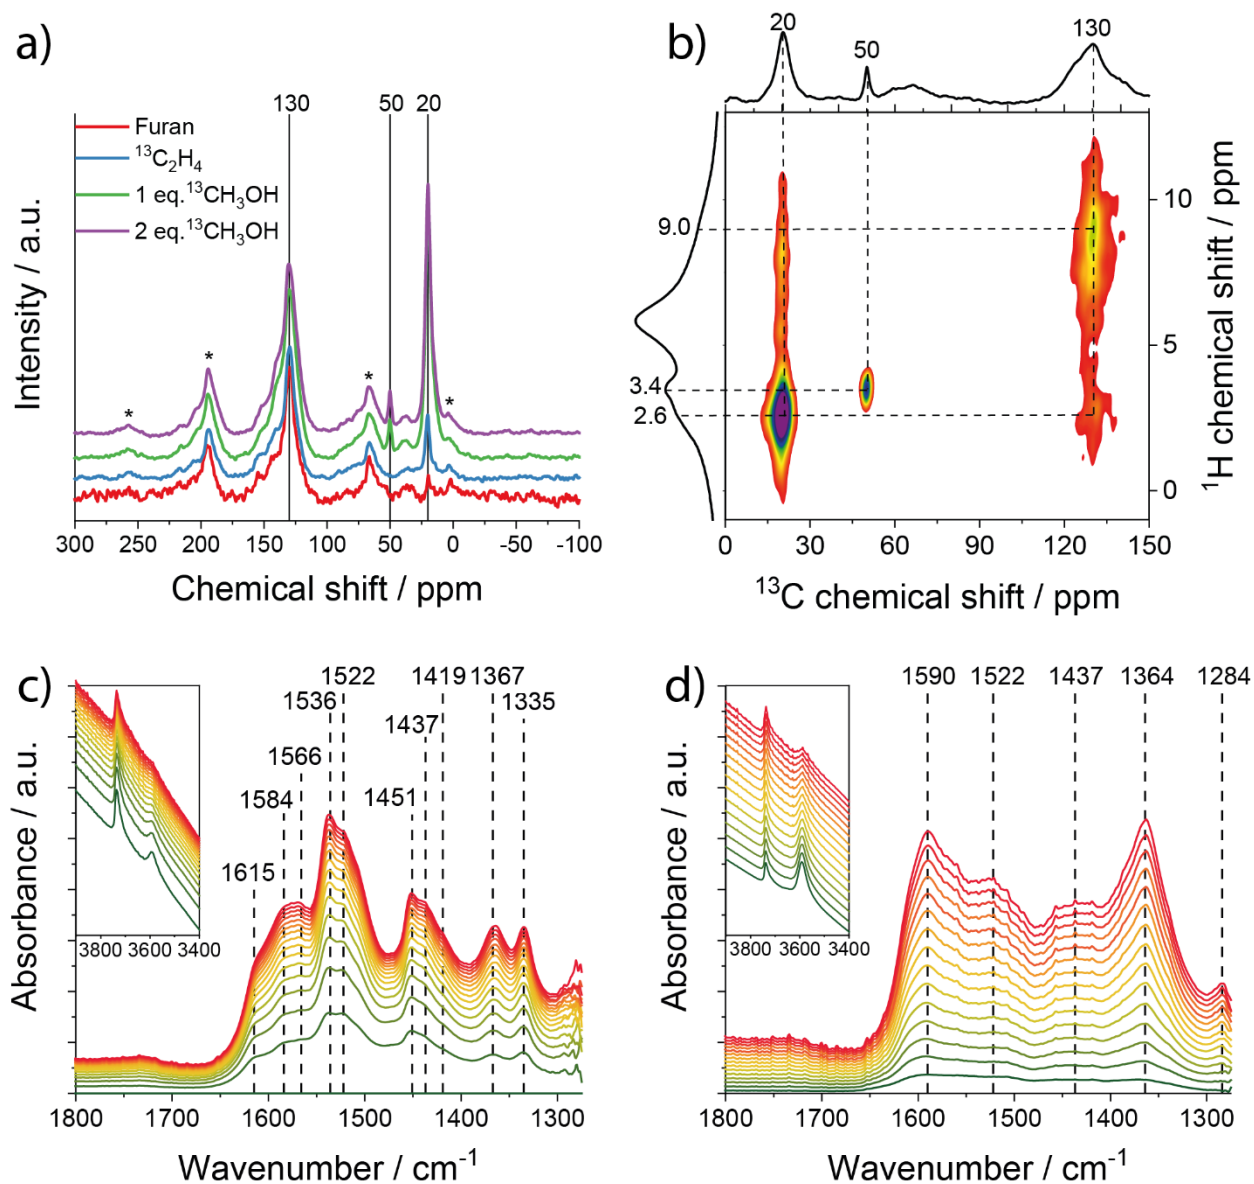 a)
130 50 20
Furan
¹³C₂H₄
1 eq.¹³CH₃OH
2 eq.¹³CH₃OH
* * *
*
Intensity / a.u.
300 250 200 150 100 50 0 -50 -100
Chemical shift / ppm
b)
20 50 130
9.0
3.4
2.6
10
5
0
¹H chemical shift / ppm
0 30 60 90 120 150
¹³C chemical shift / ppm
c)
1522 1419 1367
1536 1335
1437
1566
1584 1451
1615
3800 3600 3400
Absorbance / a.u.
1800 1700 1600 1500 1400 1300
Wavenumber / cm⁻¹
d)
1590 1522 1437 1364 1284
3800 3600 3400
Absorbance / a.u.
1800 1700 1600 1500 1400 1300
Wavenumber / cm⁻¹